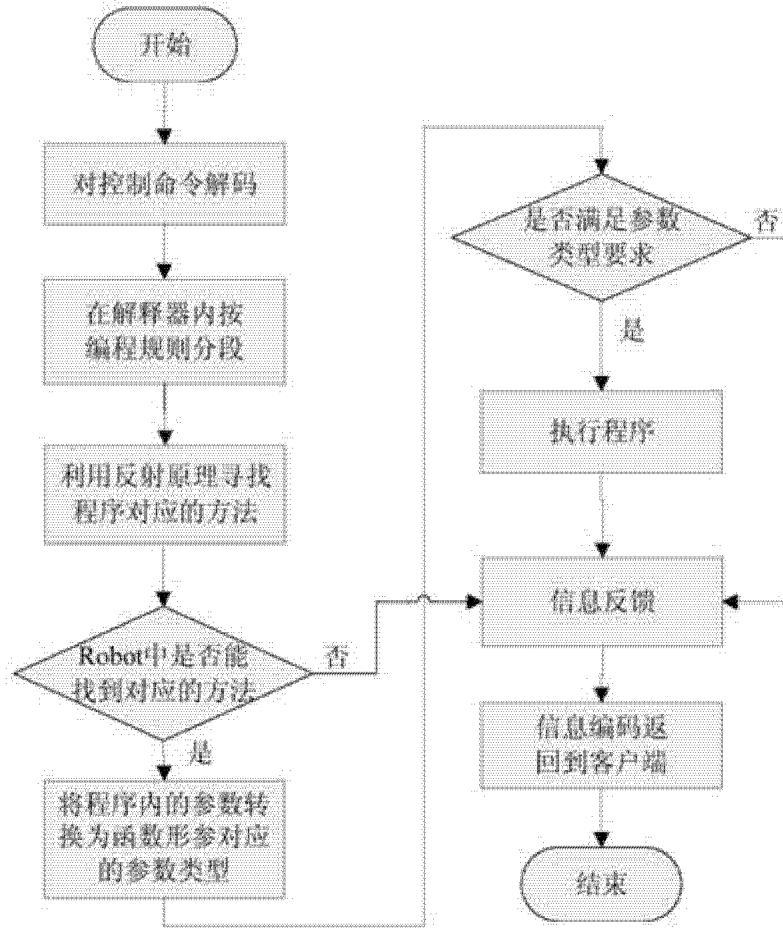 开始
对控制命令解码
在解释器内按
编程规则分段
利用反射原理寻找
程序对应的方法
Robot中是否能
找到对应的方法
否
是
将程序内的参数转
换为函数形参对应
的参数类型
是否满足参数
类型要求
否
是
执行程序
信息反馈
信息编码返
回到客户端
结束